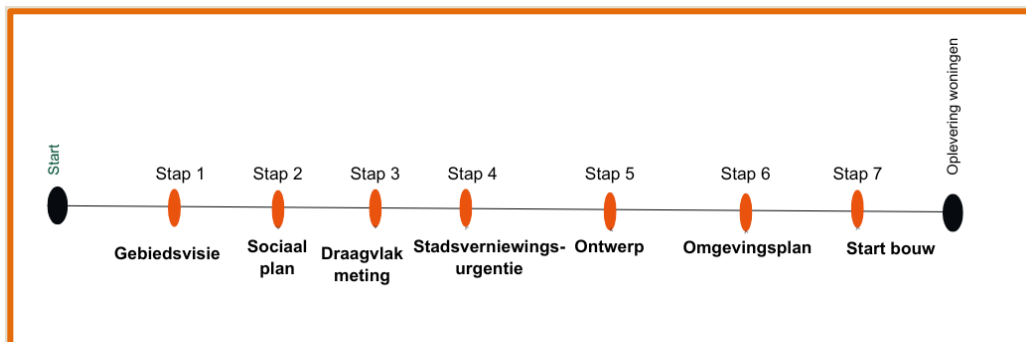 Start
Oplevering woningen
Stap 1
Stap 2
Stap 3
Stap 4
Stap 5
Stap 6
Stap 7
Gebiedsvisie
Sociaal
plan
Draagvlak
meting
Stadsverniewings-
urgentie
Ontwerp
Omgevingsplan
Start bouw